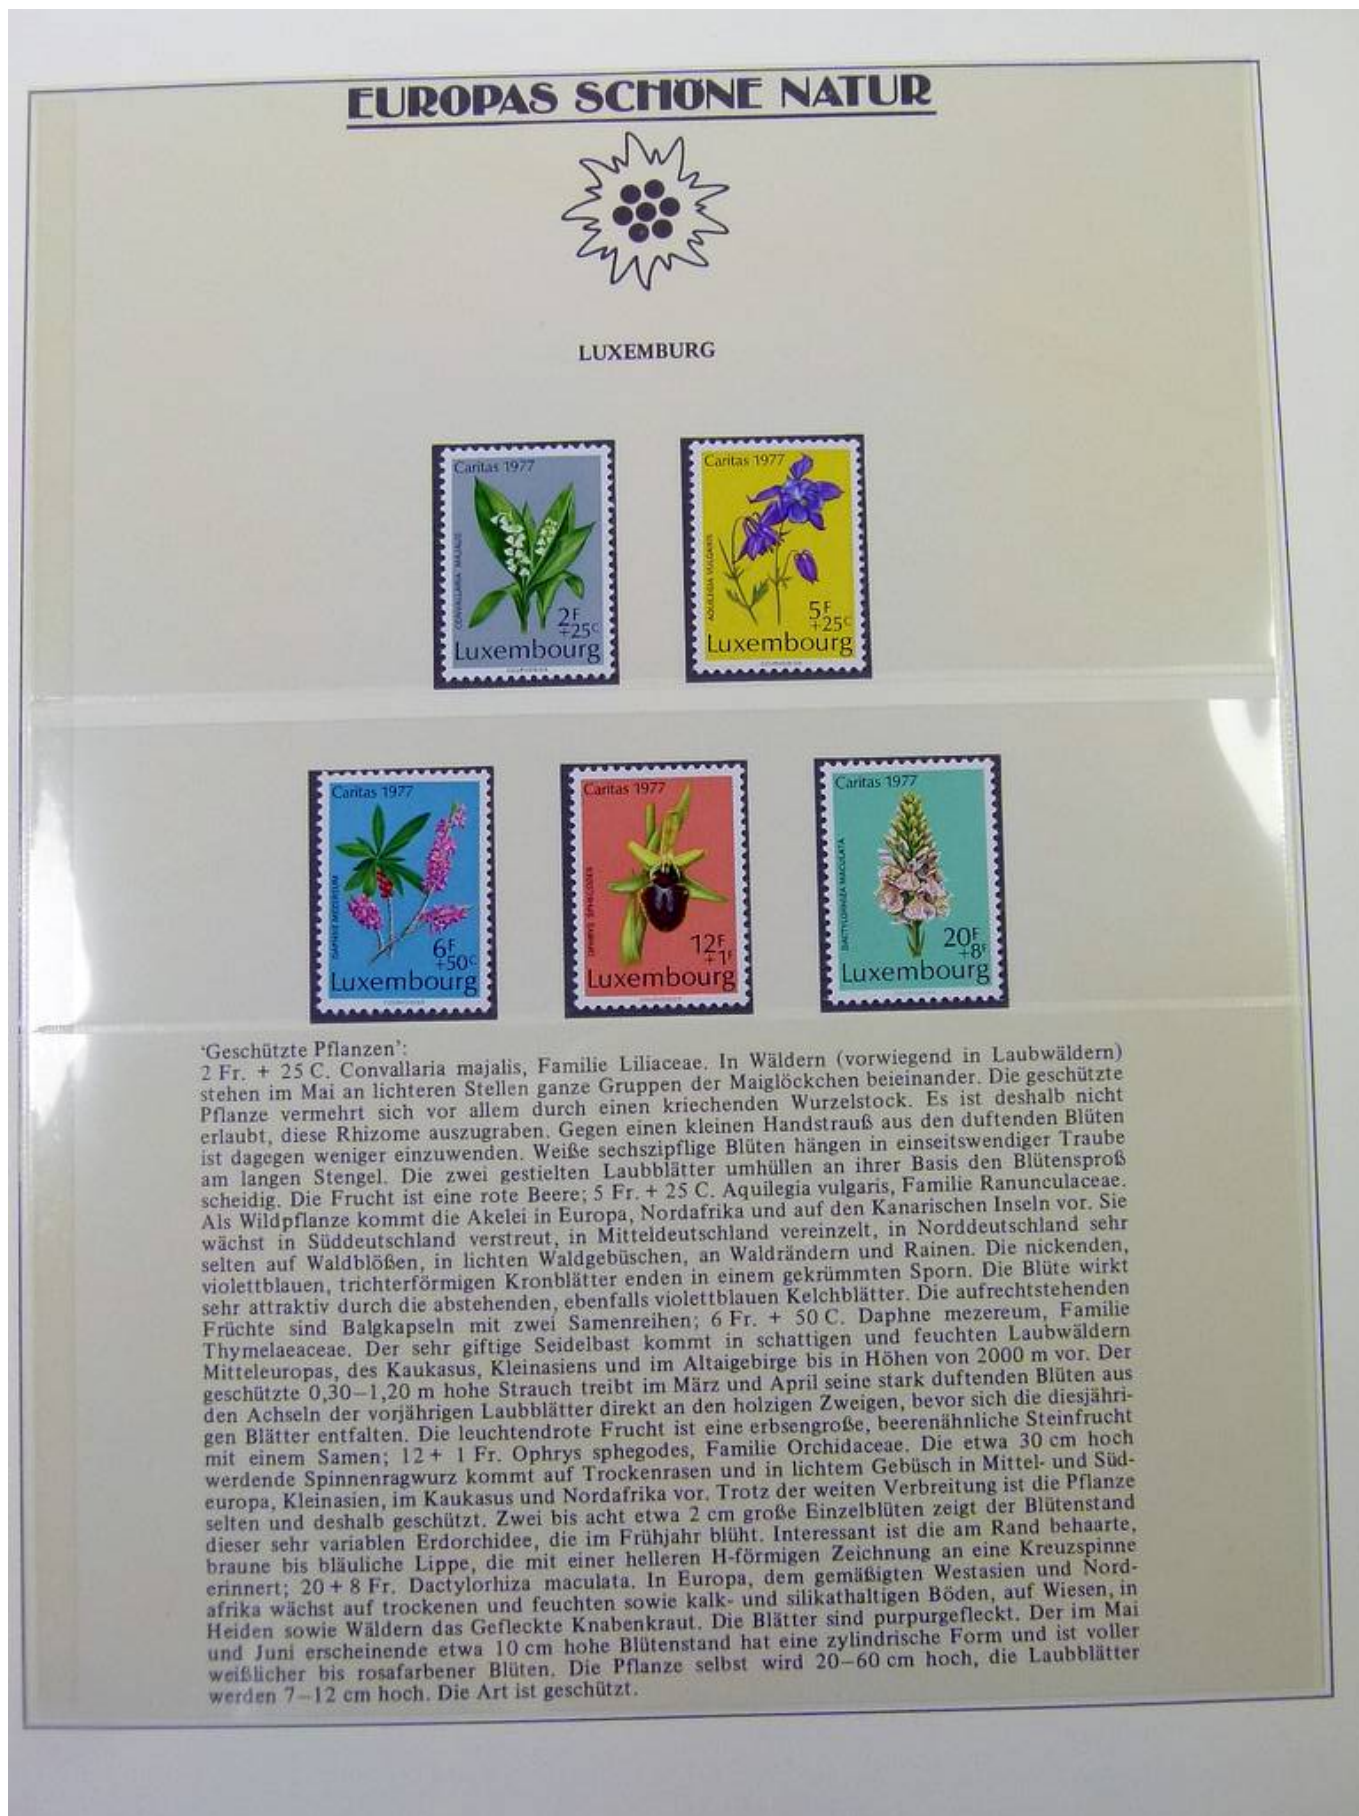 EUROPAS SCHÖNE NATUR
LUXEMBURG
Caritas 1977
CONVALLARIA MAJALIS
2F
+25C
Luxembourg
Caritas 1977
AQUILEGIA VULGARIS
5F
+25C
Luxembourg
Caritas 1977
DAPHNE MEZEREUM
6F
+50C
Luxembourg
Caritas 1977
OPHRYS SPHEGODES
12F
+1F
Luxembourg
Caritas 1977
DACTYLORHIZA MACULATA
20F
+8F
Luxembourg
‘Geschützte Pflanzen’:
2 Fr. + 25 C. Convallaria majalis, Familie Liliaceae. In Wäldern (vorwiegend in Laubwäldern)
stehen im Mai an lichteren Stellen ganze Gruppen der Maiglöckchen beieinander. Die geschützte
Pflanze vermehrt sich vor allem durch einen kriechenden Wurzelstock. Es ist deshalb nicht
erlaubt, diese Rhizome auszugraben. Gegen einen kleinen Handstrauß aus den duftenden Blüten
ist dagegen weniger einzuwenden. Weiße sechszipflige Blüten hängen in einseitswendiger Traube
am langen Stengel. Die zwei gestielten Laubblätter umhüllen an ihrer Basis den Blütensproß
scheidig. Die Frucht ist eine rote Beere; 5 Fr. + 25 C. Aquilegia vulgaris, Familie Ranunculaceae.
Als Wildpflanze kommt die Akelei in Europa, Nordafrika und auf den Kanarischen Inseln vor. Sie
wächst in Süddeutschland verstreut, in Mitteldeutschland vereinzelt, in Norddeutschland sehr
selten auf Waldblößen, in lichten Waldgebüschen, an Waldrändern und Rainen. Die nickenden,
violettblauen, trichterförmigen Kronblätter enden in einem gekrümmten Sporn. Die Blüte wirkt
sehr attraktiv durch die abstehenden, ebenfalls violettblauen Kelchblätter. Die aufrechtstehenden
Früchte sind Balgkapseln mit zwei Samenreihen; 6 Fr. + 50 C. Daphne mezereum, Familie
Thymelaeaceae. Der sehr giftige Seidelbast kommt in schattigen und feuchten Laubwäldern
Mitteleuropas, des Kaukasus, Kleinasiens und im Altaigebirge bis in Höhen von 2000 m vor. Der
geschützte 0,30—1,20 m hohe Strauch treibt im März und April seine stark duftenden Blüten aus
den Achseln der vorjährigen Laubblätter direkt an den holzigen Zweigen, bevor sich die diesjähri-
gen Blätter entfalten. Die leuchtendrote Frucht ist eine erbsengroße, beerenähnliche Steinfrucht
mit einem Samen; 12 + 1 Fr. Ophrys sphegodes, Familie Orchidaceae. Die etwa 30 cm hoch
werdende Spinnenragwurz kommt auf Trockenrasen und in lichtem Gebüsch in Mittel- und Süd-
europa, Kleinasien, im Kaukasus und Nordafrika vor. Trotz der weiten Verbreitung ist die Pflanze
selten und deshalb geschützt. Zwei bis acht etwa 2 cm große Einzelblüten zeigt der Blütenstand
dieser sehr variablen Erdorchidee, die im Frühjahr blüht. Interessant ist die am Rand behaarte,
braune bis bläuliche Lippe, die mit einer helleren H-förmigen Zeichnung an eine Kreuzspinne
erinnert; 20 + 8 Fr. Dactylorhiza maculata. In Europa, dem gemäßigten Westasien und Nord-
afrika wächst auf trockenen und feuchten sowie kalk- und silikathaltigen Böden, auf Wiesen, in
Heiden sowie Wäldern das Gefleckte Knabenkraut. Die Blätter sind purpurgefleckt. Der im Mai
und Juni erscheinende etwa 10 cm hohe Blütenstand hat eine zylindrische Form und ist voller
weißlicher bis rosafarbener Blüten. Die Pflanze selbst wird 20—60 cm hoch, die Laubblätter
werden 7—12 cm hoch. Die Art ist geschützt.